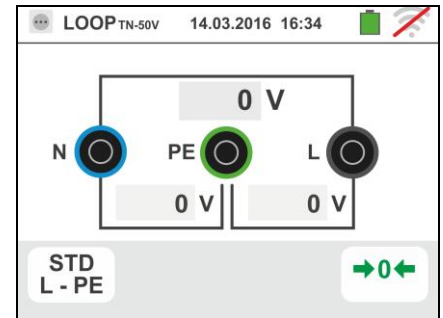 LOOP TN-50V 14.03.2016 16:34
0 V
N PE L
0 V 0 V
STD
L - PE
→0←